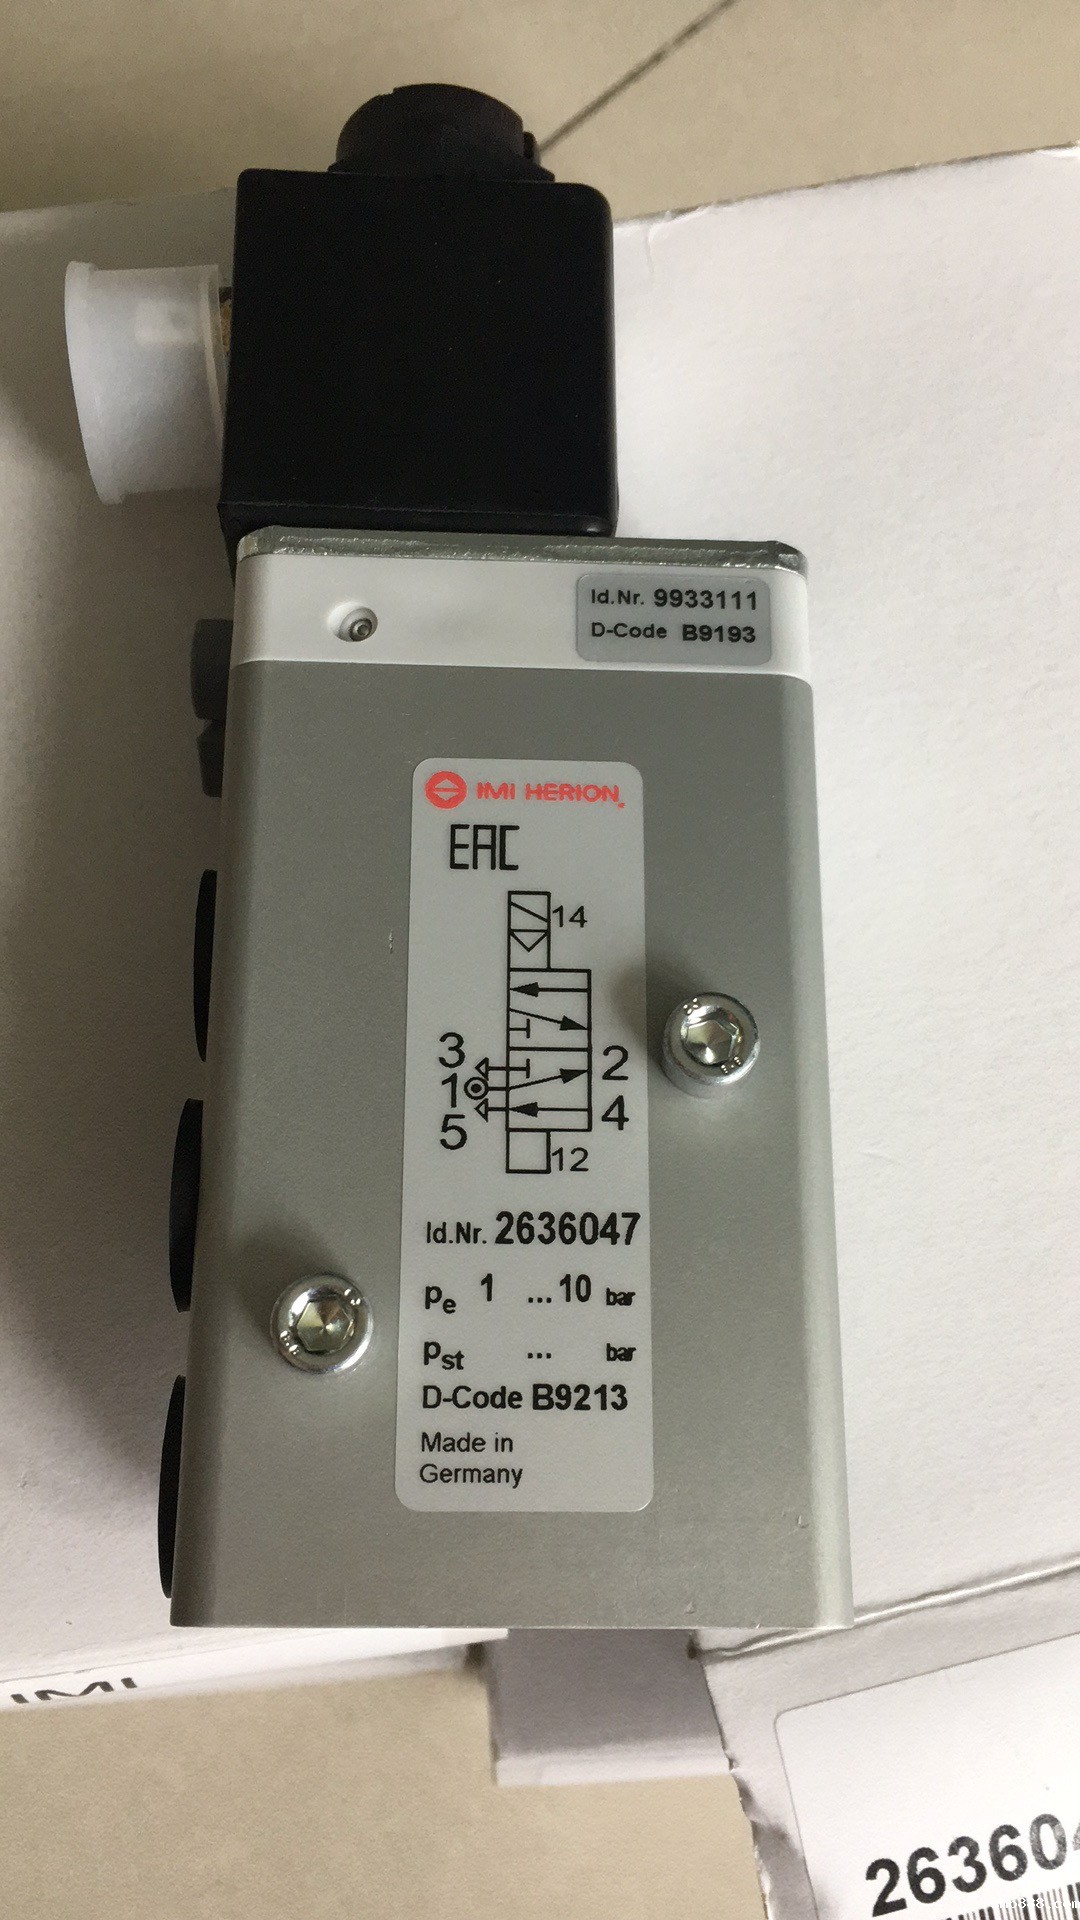 Id.Nr. 9933111
D-Code B9193
IMI HERION
EAC
14
3
1
5
2
4
12
Id.Nr. 2636047
pe 1 ... 10 bar
pst ... bar
D-Code B9213
Made in
Germany
IMI
263604